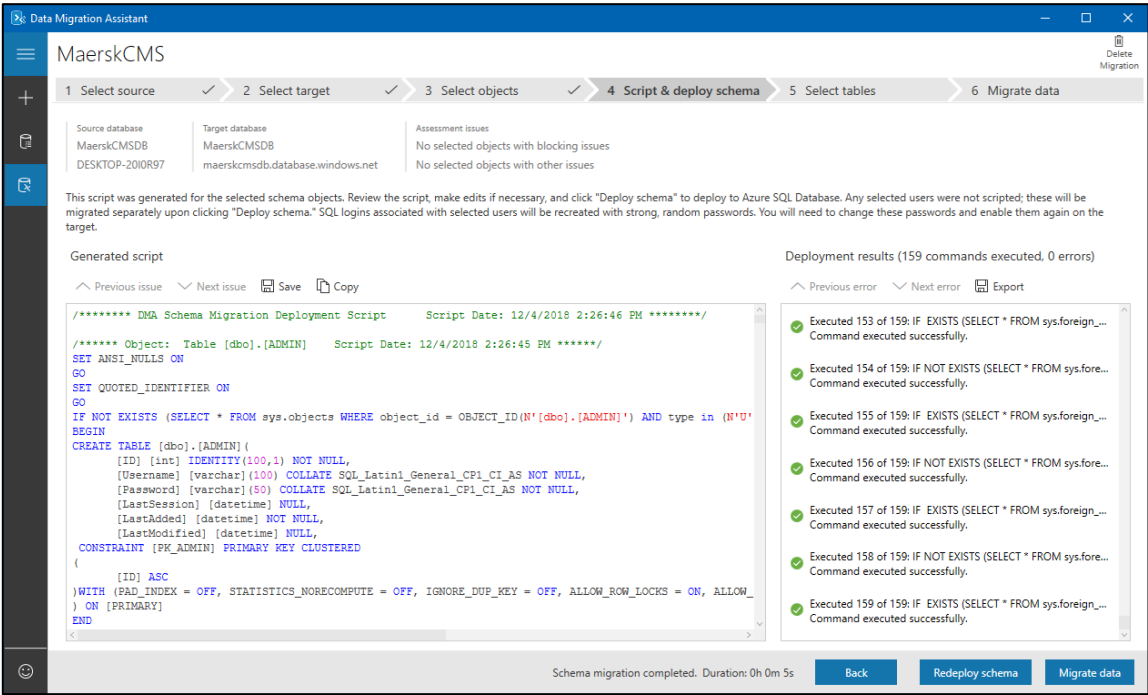 Data Migration Assistant
MaerskCMS
Delete
Migration
1 Select source
2 Select target
3 Select objects
4 Script & deploy schema
5 Select tables
6 Migrate data
Source database
MaerskCMSDB
DESKTOP-20I0R97
Target database
MaerskCMSDB
maerskcmsdb.database.windows.net
Assessment issues
No selected objects with blocking issues
No selected objects with other issues
This script was generated for the selected schema objects. Review the script, make edits if necessary, and click "Deploy schema" to deploy to Azure SQL Database. Any selected users were not scripted; these will be
migrated separately upon clicking "Deploy schema." SQL logins associated with selected users will be recreated with strong, random passwords. You will need to change these passwords and enable them again on the
target.
Generated script
Previous issue Next issue Save Copy
/******** DMA Schema Migration Deployment Script Script Date: 12/4/2018 2:26:46 PM ********/
/****** Object: Table [dbo].[ADMIN] Script Date: 12/4/2018 2:26:45 PM ******/
SET ANSI_NULLS ON
GO
SET QUOTED_IDENTIFIER ON
GO
IF NOT EXISTS (SELECT * FROM sys.objects WHERE object_id = OBJECT_ID(N'[dbo].[ADMIN]') AND type in (N'U'
BEGIN
CREATE TABLE [dbo].[ADMIN](
[ID] [int] IDENTITY(100,1) NOT NULL,
[Username] [varchar](100) COLLATE SQL_Latin1_General_CP1_CI_AS NOT NULL,
[Password] [varchar](50) COLLATE SQL_Latin1_General_CP1_CI_AS NOT NULL,
[LastSession] [datetime] NULL,
[LastAdded] [datetime] NOT NULL,
[LastModified] [datetime] NULL,
CONSTRAINT [PK_ADMIN] PRIMARY KEY CLUSTERED
(
[ID] ASC
)WITH (PAD_INDEX = OFF, STATISTICS_NORECOMPUTE = OFF, IGNORE_DUP_KEY = OFF, ALLOW_ROW_LOCKS = ON, ALLOW_
) ON [PRIMARY]
END
Deployment results (159 commands executed, 0 errors)
Previous error Next error Export
Executed 153 of 159: IF EXISTS (SELECT * FROM sys.foreign_...
Command executed successfully.
Executed 154 of 159: IF NOT EXISTS (SELECT * FROM sys.fore...
Command executed successfully.
Executed 155 of 159: IF EXISTS (SELECT * FROM sys.foreign_...
Command executed successfully.
Executed 156 of 159: IF NOT EXISTS (SELECT * FROM sys.fore...
Command executed successfully.
Executed 157 of 159: IF EXISTS (SELECT * FROM sys.foreign_...
Command executed successfully.
Executed 158 of 159: IF NOT EXISTS (SELECT * FROM sys.fore...
Command executed successfully.
Executed 159 of 159: IF EXISTS (SELECT * FROM sys.foreign_...
Command executed successfully.
Schema migration completed. Duration: 0h 0m 5s
Back
Redeploy schema
Migrate data